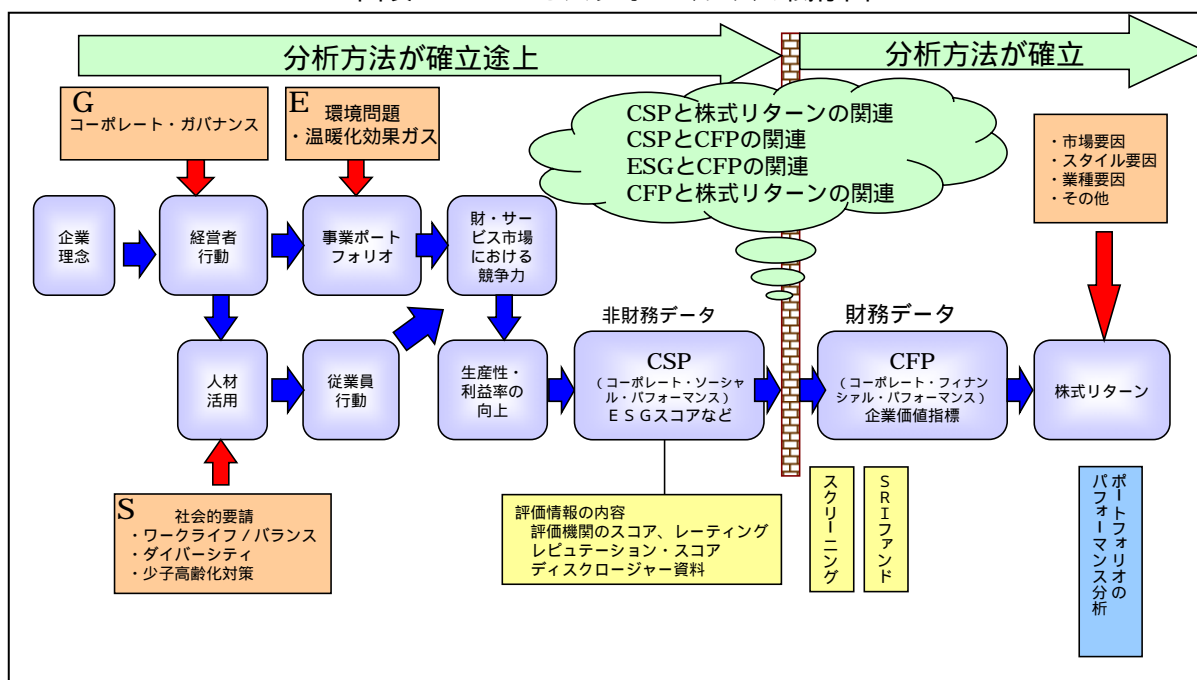 分析方法が確立途上
分析方法が確立
G
コーポレート・ガバナンス
E
環境問題
・温暖化効果ガス
CSPと株式リターンの関連
CSPとCFPの関連
ESGとCFPの関連
CFPと株式リターンの関連
・市場要因
・スタイル要因
・業種要因
・その他
企業
理念
経営者
行動
事業ポート
フォリオ
財・サー
ビス市場
における
競争力
人材
活用
従業員
行動
生産性・
利益率の
向上
非財務データ
CSP
(コーポレート・ソーシャ
ル・パフォーマンス)
ESGスコアなど
財務データ
CFP
(コーポレート・フィナン
シャル・パフォーマンス)
企業価値指標
株式リターン
S
社会的要請
・ワークライフ/バランス
・ダイバーシティ
・少子高齢化対策
評価情報の内容
評価機関のスコア、レーティング
レピュテーション・スコア
ディスクロージャー資料
スクリーニング
SRIファンド
ポートフォリオの
パフォーマンス分析